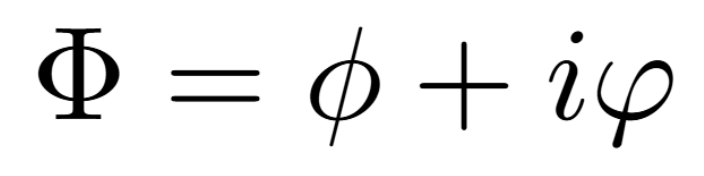 Φ = ϕ + iφ